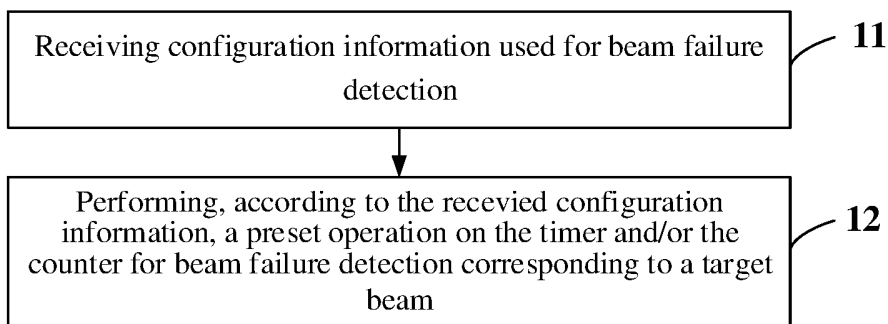 Receiving configuration information used for beam failure
detection
11
Performing, according to the recevied configuration
information, a preset operation on the timer and/or the
counter for beam failure detection corresponding to a target
beam
12